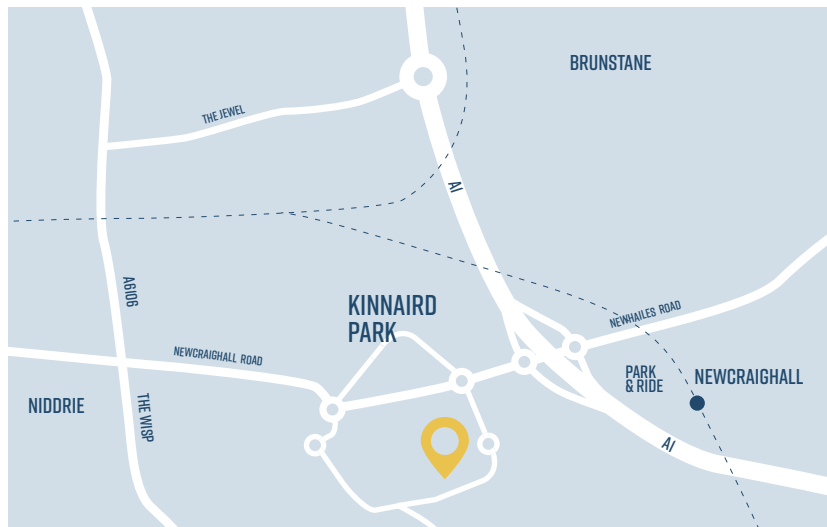 BRUNSTANE
THE JEWEL
A1
A6106
KINNAIRD
PARK
NEWHAILES ROAD
NEWCRAIGHALL ROAD
PARK
& RIDE
NEWCRAIGHALL
NIDDRIE
THE WISP
A1